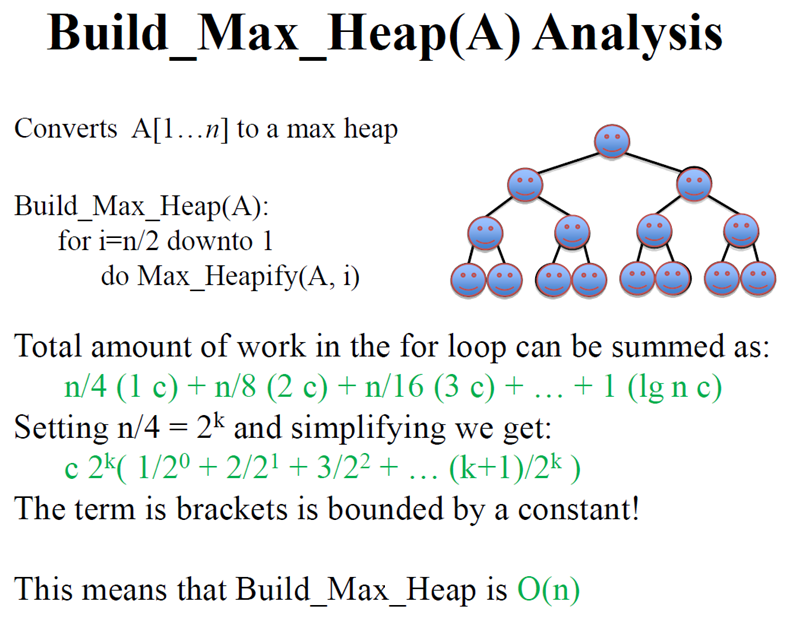 Build_Max_Heap(A) Analysis
Converts A[1…n] to a max heap
Build_Max_Heap(A):
for i=n/2 downto 1
do Max_Heapify(A, i)
Total amount of work in the for loop can be summed as:
n/4 (1 c) + n/8 (2 c) + n/16 (3 c) + … + 1 (lg n c)
Setting n/4 = 2ᵏ and simplifying we get:
c 2ᵏ( 1/2⁰ + 2/2¹ + 3/2² + … (k+1)/2ᵏ )
The term is brackets is bounded by a constant!
This means that Build_Max_Heap is O(n)